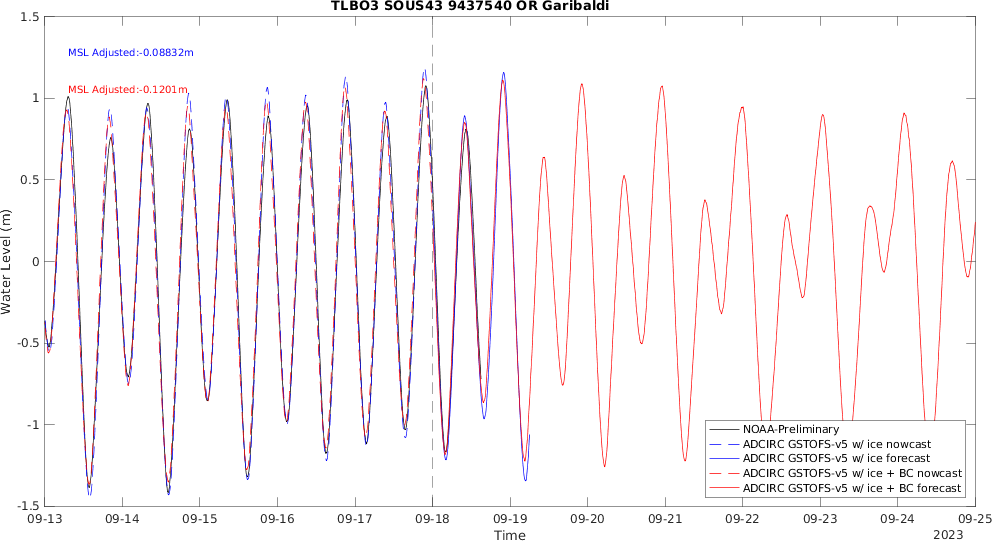 TLBO3 SOUS43 9437540 OR Garibaldi
MSL Adjusted:-0.08832m
MSL Adjusted:-0.1201m
Water Level (m)
1.5
1
0.5
0
-0.5
-1
-1.5
NOAA-Preliminary
ADCIRC GSTOFS-v5 w/ ice nowcast
ADCIRC GSTOFS-v5 w/ ice forecast
ADCIRC GSTOFS-v5 w/ ice + BC nowcast
ADCIRC GSTOFS-v5 w/ ice + BC forecast
09-13 09-14 09-15 09-16 09-17 09-18 09-19 09-20 09-21 09-22 09-23 09-24 09-25
Time
2023